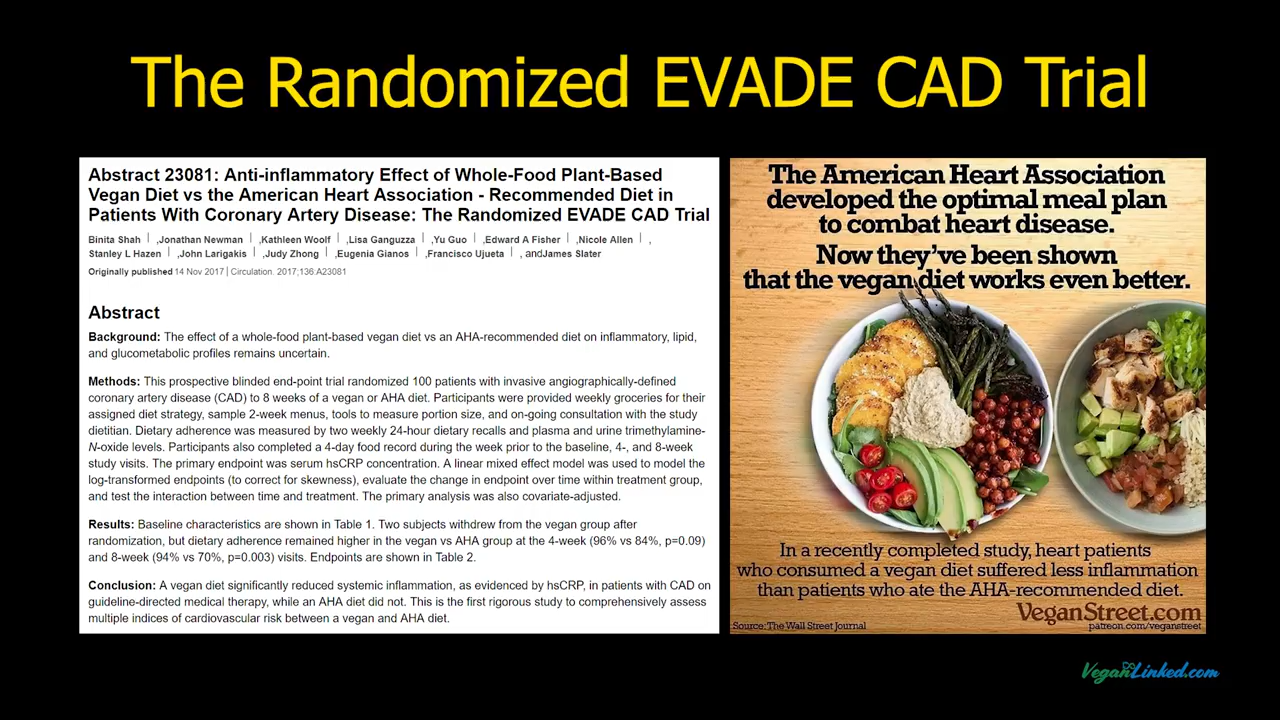 The Randomized EVADE CAD Trial
Abstract 23081: Anti-inflammatory Effect of Whole-Food Plant-Based
Vegan Diet vs the American Heart Association - Recommended Diet in
Patients With Coronary Artery Disease: The Randomized EVADE CAD Trial
Binita Shah | ,Jonathan Newman | ,Kathleen Woolf | ,Lisa Ganguzza | ,Yu Guo | ,Edward A Fisher | ,Nicole Allen | ,
Stanley L Hazen | ,John Larigakis | ,Judy Zhong | ,Eugenia Gianos | ,Francisco Ujueta | , andJames Slater
Originally published 14 Nov 2017 | Circulation. 2017;136:A23081
Abstract
Background: The effect of a whole-food plant-based vegan diet vs an AHA-recommended diet on inflammatory, lipid,
and glucometabolic profiles remains uncertain.
Methods: This prospective blinded end-point trial randomized 100 patients with invasive angiographically-defined
coronary artery disease (CAD) to 8 weeks of a vegan or AHA diet. Participants were provided weekly groceries for their
assigned diet strategy, sample 2-week menus, tools to measure portion size, and on-going consultation with the study
dietitian. Dietary adherence was measured by two weekly 24-hour dietary recalls and plasma and urine trimethylamine-
N-oxide levels. Participants also completed a 4-day food record during the week prior to the baseline, 4-, and 8-week
study visits. The primary endpoint was serum hsCRP concentration. A linear mixed effect model was used to model the
log-transformed endpoints (to correct for skewness), evaluate the change in endpoint over time within treatment group,
and test the interaction between time and treatment. The primary analysis was also covariate-adjusted.
Results: Baseline characteristics are shown in Table 1. Two subjects withdrew from the vegan group after
randomization, but dietary adherence remained higher in the vegan vs AHA group at the 4-week (96% vs 84%, p=0.09)
and 8-week (94% vs 70%, p=0.003) visits. Endpoints are shown in Table 2.
Conclusion: A vegan diet significantly reduced systemic inflammation, as evidenced by hsCRP, in patients with CAD on
guideline-directed medical therapy, while an AHA diet did not. This is the first rigorous study to comprehensively assess
multiple indices of cardiovascular risk between a vegan and AHA diet.
The American Heart Association
developed the optimal meal plan
to combat heart disease.
Now they've been shown
that the vegan diet works even better.
In a recently completed study, heart patients
who consumed a vegan diet suffered less inflammation
than patients who ate the AHA-recommended diet.
VeganStreet.com
Source: The Wall Street Journal
patreon.com/veganstreet
VeganLinked.com